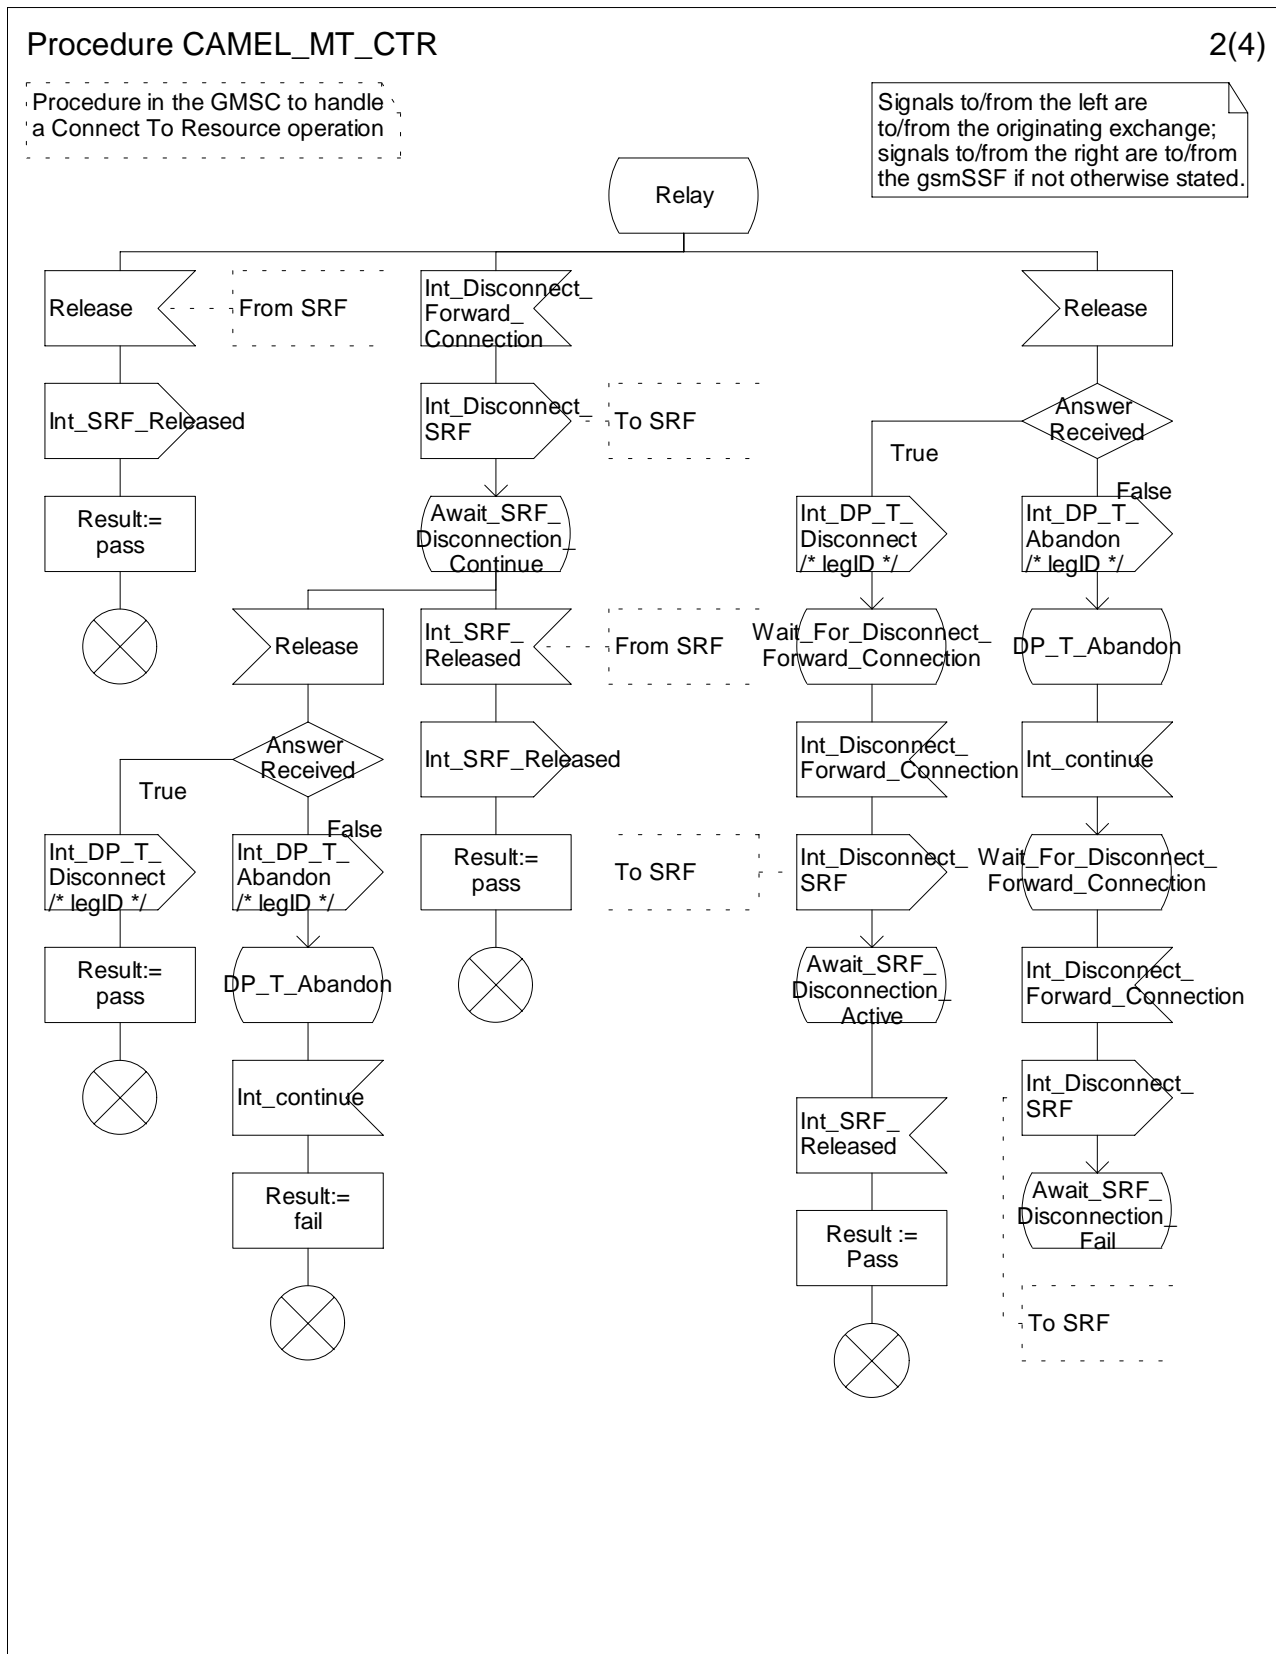 Procedure CAMEL_MT_CTR
2(4)
Procedure in the GMSC to handle
a Connect To Resource operation
Signals to/from the left are
to/from the originating exchange;
signals to/from the right are to/from
the gsmSSF if not otherwise stated.
Relay
Release
From SRF
Int_Disconnect_
Forward_
Connection
Release
Int_SRF_Released
Int_Disconnect_
SRF
To SRF
Answer
Received
True
False
Result:=
pass
Await_SRF_
Disconnection_
Continue
Int_DP_T_
Disconnect
/* legID */
Int_DP_T_
Abandon
/* legID */
Release
Int_SRF_
Released
From SRF
Wait_For_Disconnect_
Forward_Connection
DP_T_Abandon
Answer
Received
True
False
Int_SRF_Released
Int_Disconnect_
Forward_Connection
Int_continue
Int_DP_T_
Disconnect
/* legID */
Int_DP_T_
Abandon
/* legID */
Result:=
pass
To SRF
Int_Disconnect_
SRF
Wait_For_Disconnect_
Forward_Connection
Result:=
pass
DP_T_Abandon
Await_SRF_
Disconnection_
Active
Int_Disconnect_
Forward_Connection
Int_continue
Int_SRF_
Released
Int_Disconnect_
SRF
Result:=
fail
Result :=
Pass
Await_SRF_
Disconnection_
Fail
To SRF